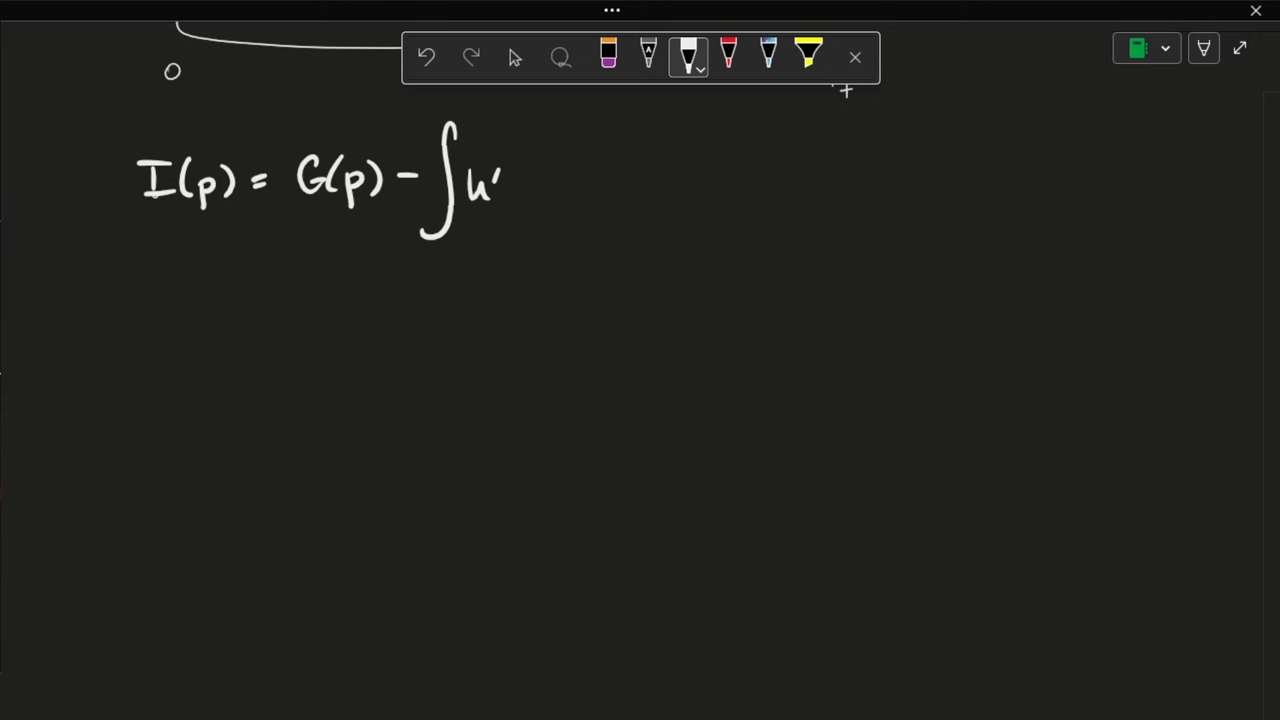 0
+
I(p) = G(p) - ∫u'